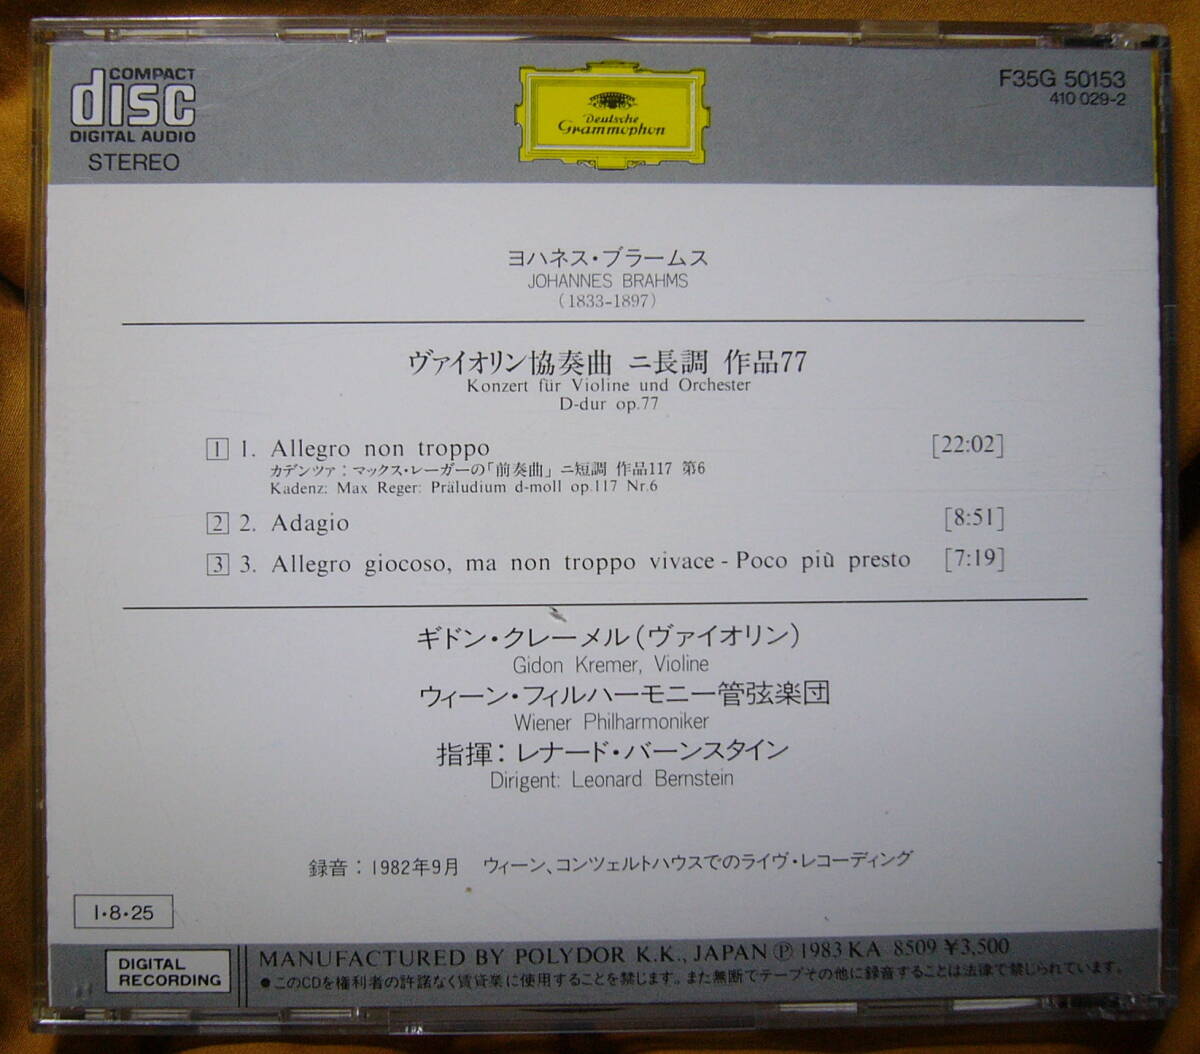 COMPACT
disc
DIGITAL AUDIO
STEREO
Deutsche
Grammophon
F35G 50153
410 029-2
ヨハネス・ブラームス
JOHANNES BRAHMS
(1833-1897)
ヴァイオリン協奏曲 ニ長調 作品77
Konzert für Violine und Orchester
D-dur op.77
1 1. Allegro non troppo [22:02]
カデンツァ：マックス・レーガーの「前奏曲」ニ短調 作品117 第6
Kadenz: Max Reger: Präludium d-moll op.117 Nr.6
2 2. Adagio [8:51]
3 3. Allegro giocoso, ma non troppo vivace - Poco più presto [7:19]
ギドン・クレーメル(ヴァイオリン)
Gidon Kremer, Violine
ウィーン・フィルハーモニー管弦楽団
Wiener Philharmoniker
指揮：レナード・バーンスタイン
Dirigent: Leonard Bernstein
録音：1982年9月 ウィーン、コンツェルトハウスでのライヴ・レコーディング
I・8・25
DIGITAL
RECORDING
MANUFACTURED BY POLYDOR K.K., JAPAN Ⓟ 1983 KA 8509 ¥3,500
●このCDを権利者の許諾なく賃貸業に使用することを禁じます。また無断でテープその他に録音することは法律で禁じられています。